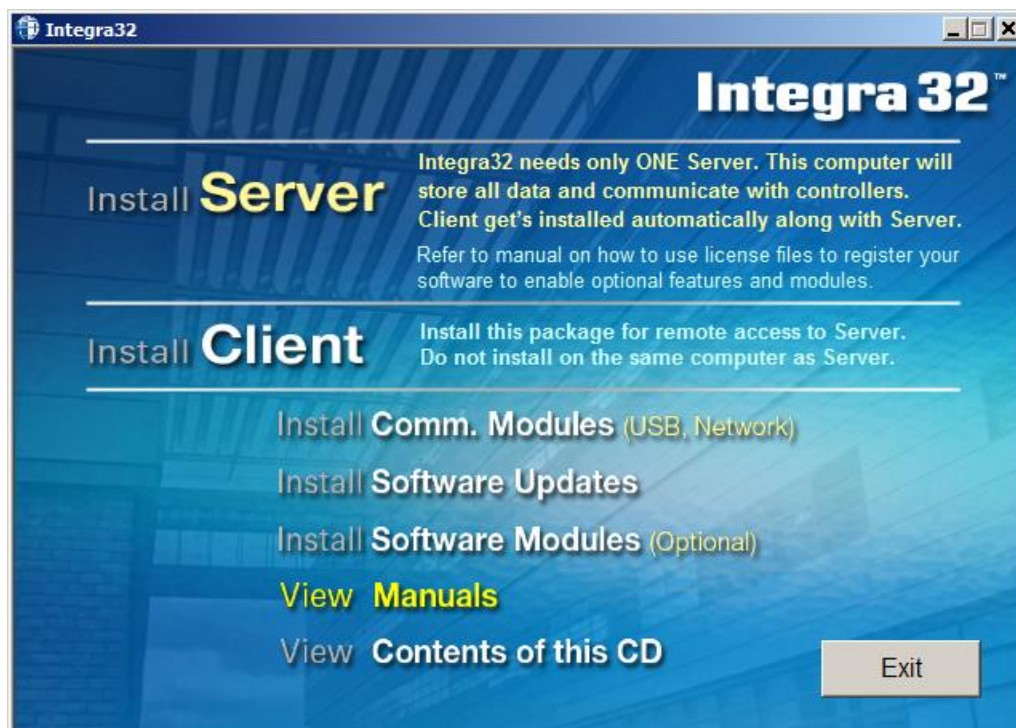 Integra32
Integra 32™
Install Server
Integra32 needs only ONE Server. This computer will
store all data and communicate with controllers.
Client get's installed automatically along with Server.
Refer to manual on how to use license files to register your
software to enable optional features and modules.
Install Client
Install this package for remote access to Server.
Do not install on the same computer as Server.
Install Comm. Modules (USB, Network)
Install Software Updates
Install Software Modules (Optional)
View Manuals
View Contents of this CD
Exit